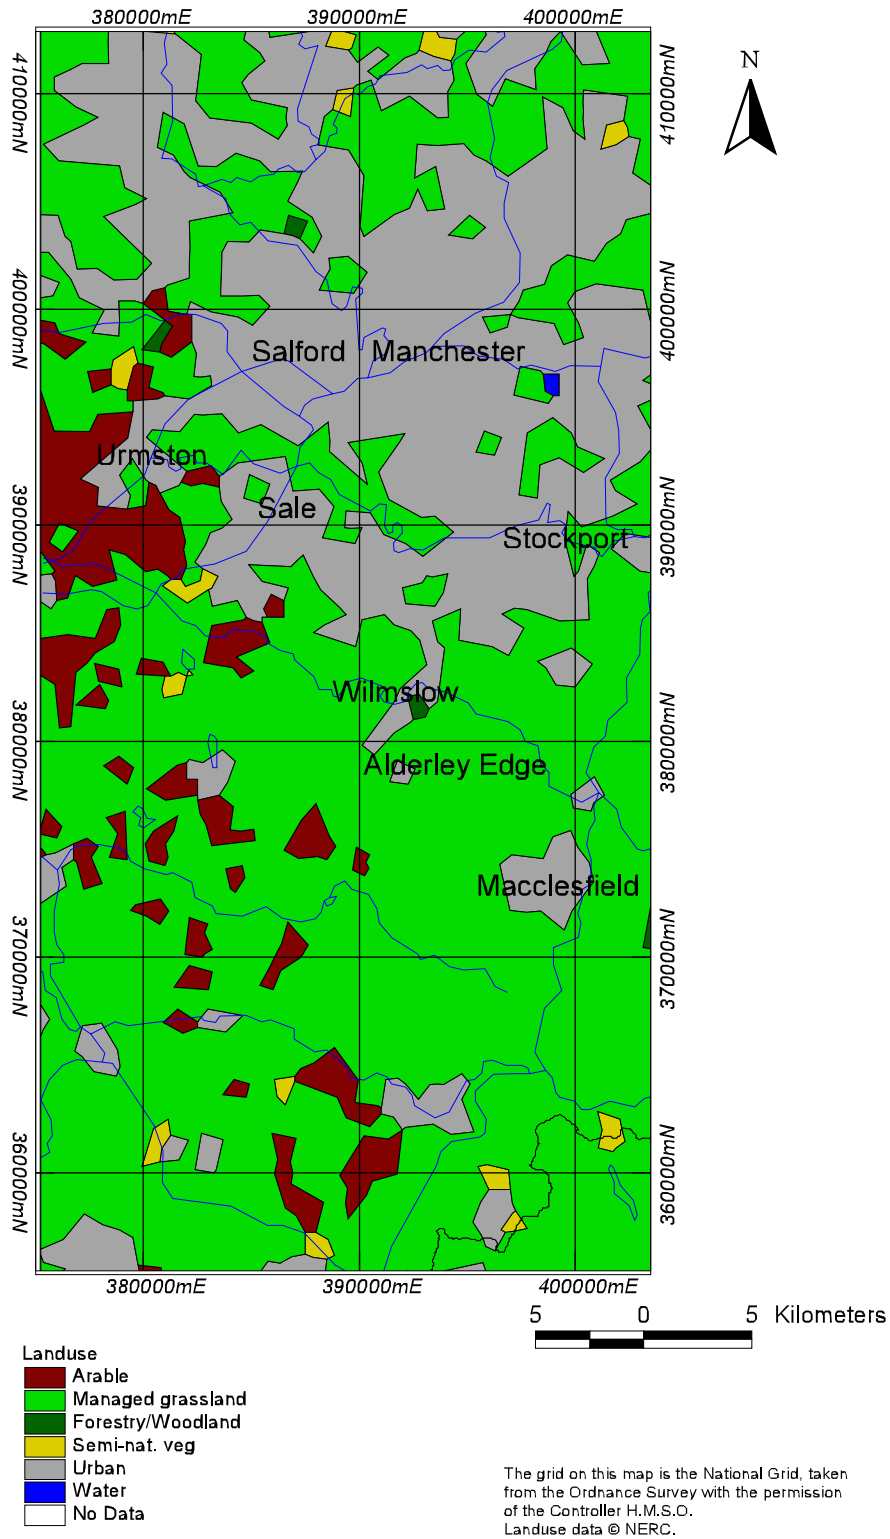 380000mE 390000mE 400000mE
N
410000mN 410000mN
400000mN 400000mN
Salford Manchester
Urmston
390000mN 390000mN
Sale
Stockport
Wilmslow
380000mN 380000mN
Alderley Edge
Macclesfield
370000mN 370000mN
360000mN 360000mN
380000mE 390000mE 400000mE
5 0 5 Kilometers
Landuse
Arable
Managed grassland
Forestry/Woodland
Semi-nat. veg
Urban
Water
No Data
The grid on this map is the National Grid, taken
from the Ordnance Survey with the permission
of the Controller H.M.S.O.
Landuse data © NERC.